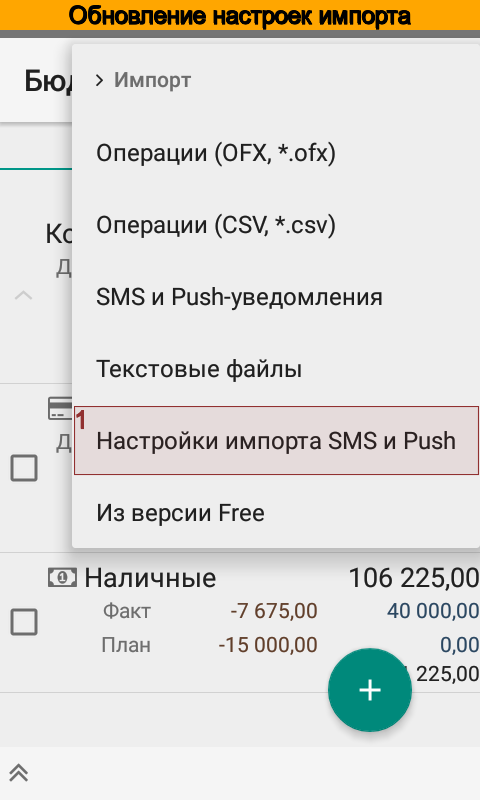 Обновление настроек импорта
Бюд
Импорт
Операции (OFX, *.ofx)
Операции (CSV, *.csv)
Ко
Д
SMS и Push-уведомления
Текстовые файлы
1
Д
Настройки импорта SMS и Push
Из версии Free
Наличные 106 225,00
Факт -7 675,00 40 000,00
План -15 000,00 0,00
225,00